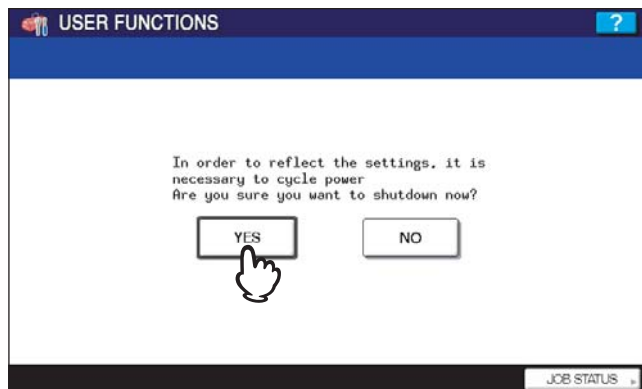 USER FUNCTIONS
?
In order to reflect the settings, it is
necessary to cycle power
Are you sure you want to shutdown now?
YES
NO
JOB STATUS